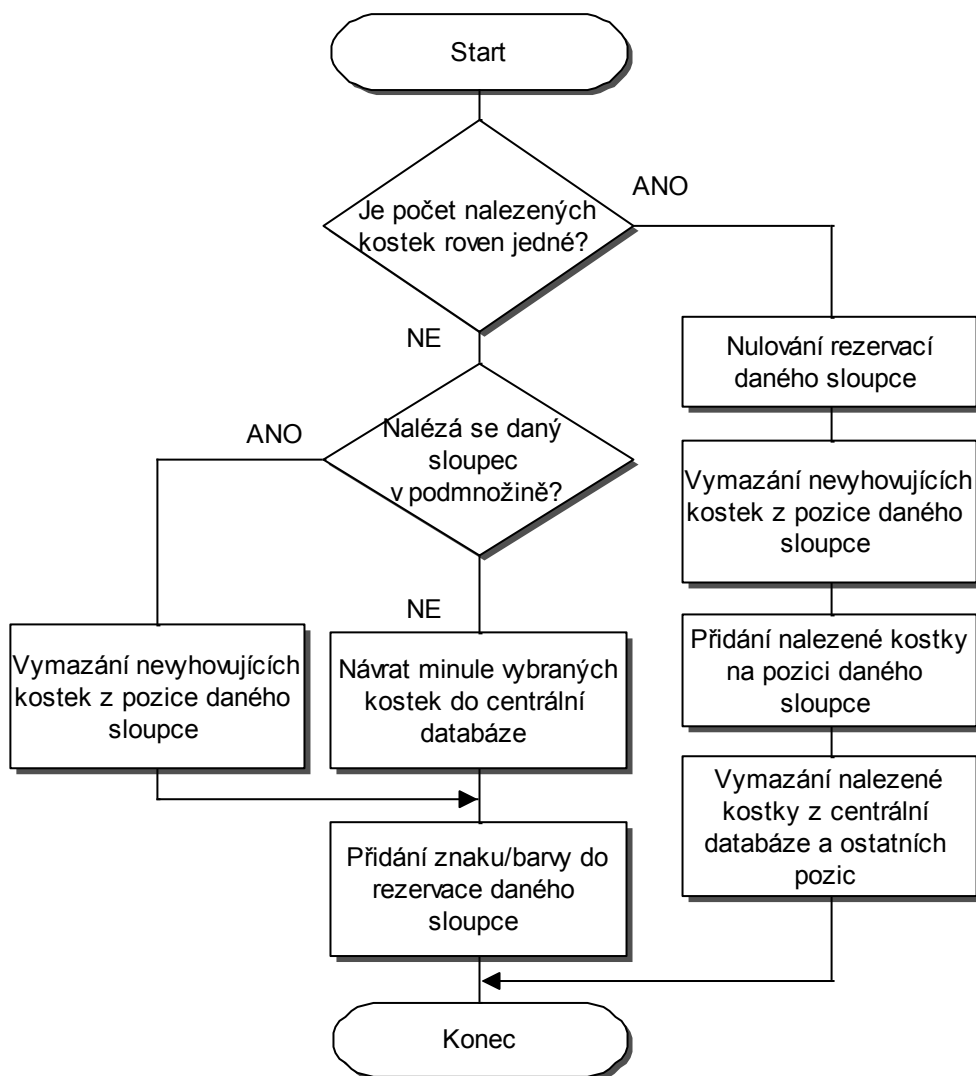 Start
Je počet nalezených
kostek roven jedné?
ANO
NE
Nulování rezervací
daného sloupce
Nalézá se daný
sloupec
v podmnožině?
ANO
NE
Vymazání nevyhovujících
kostek z pozice daného
sloupce
Vymazání nevyhovujících
kostek z pozice daného
sloupce
Návrat minule vybraných
kostek do centrální
databáze
Přidání nalezené kostky
na pozici daného
sloupce
Přidání znaku/barvy do
rezervace daného
sloupce
Vymazání nalezené
kostky z centrální
databáze a ostatních
pozic
Konec